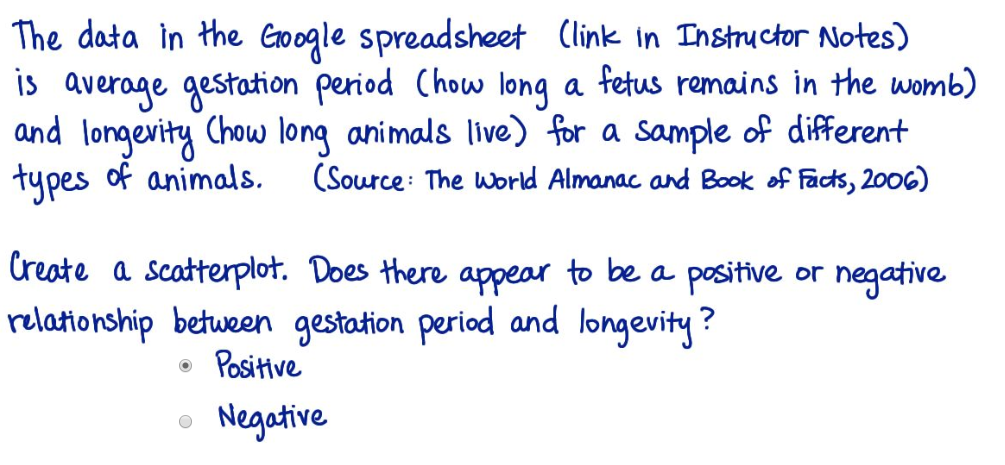 The data in the Google spreadsheet (link in Instructor Notes)
is average gestation period (how long a fetus remains in the womb)
and longevity (how long animals live) for a sample of different
types of animals. (Source: The World Almanac and Book of Facts, 2006)
Create a scatterplot. Does there appear to be a positive or negative
relationship between gestation period and longevity?
Positive
Negative